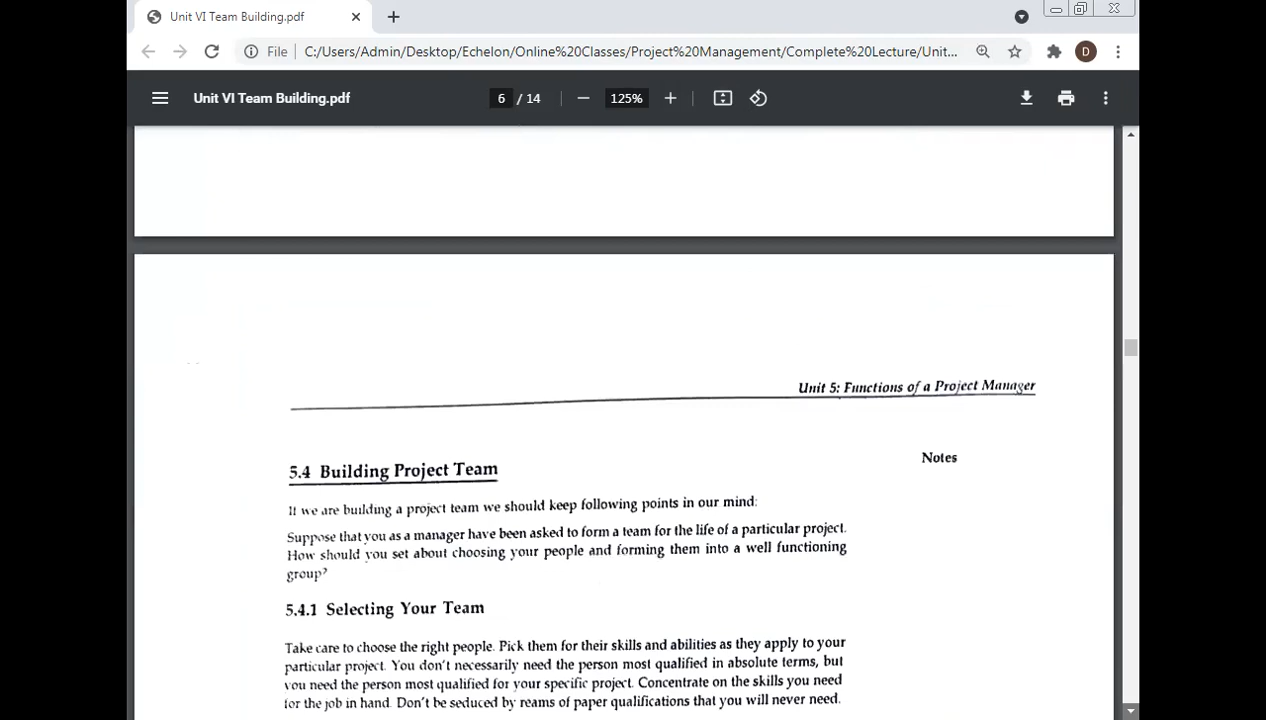 Unit VI Team Building.pdf
File C:/Users/Admin/Desktop/Echelon/Online%20Classes/Project%20Management/Complete%20Lecture/Unit...
D
Unit VI Team Building.pdf
6 / 14
125%
Unit 5: Functions of a Project Manager
Notes
5.4 Building Project Team
If we are building a project team we should keep following points in our mind:
Suppose that you as a manager have been asked to form a team for the life of a particular project.
How should you set about choosing your people and forming them into a well functioning
group?
5.4.1 Selecting Your Team
Take care to choose the right people. Pick them for their skills and abilities as they apply to your
particular project. You don't necessarily need the person most qualified in absolute terms, but
you need the person most qualified for your specific project. Concentrate on the skills you need
for the job in hand. Don't be seduced by reams of paper qualifications that you will never need.